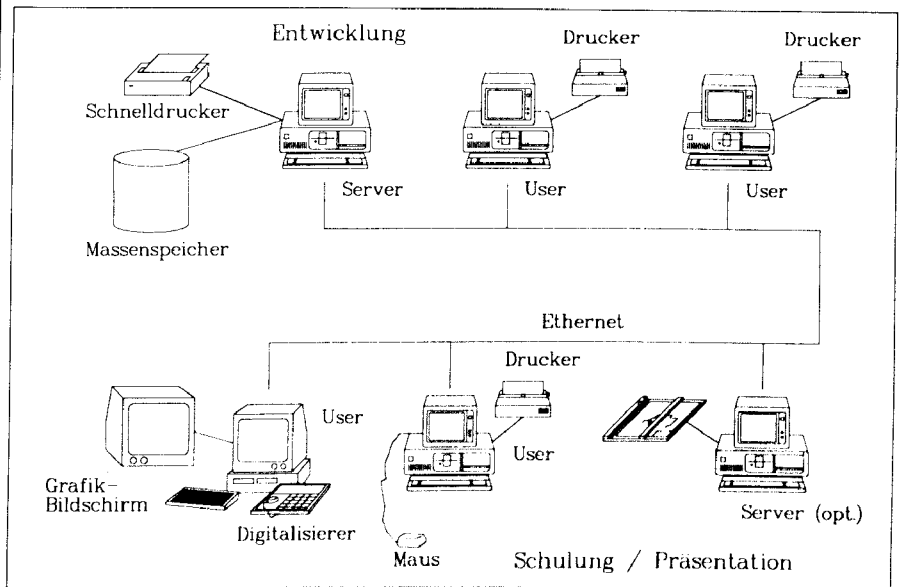 Entwicklung
Drucker
Drucker
Schnelldrucker
Server
User
User
Massenspeicher
Ethernet
Drucker
User
User
Grafik-
Bildschirm
Digitalisierer
Server (opt.)
Maus
Schulung / Präsentation